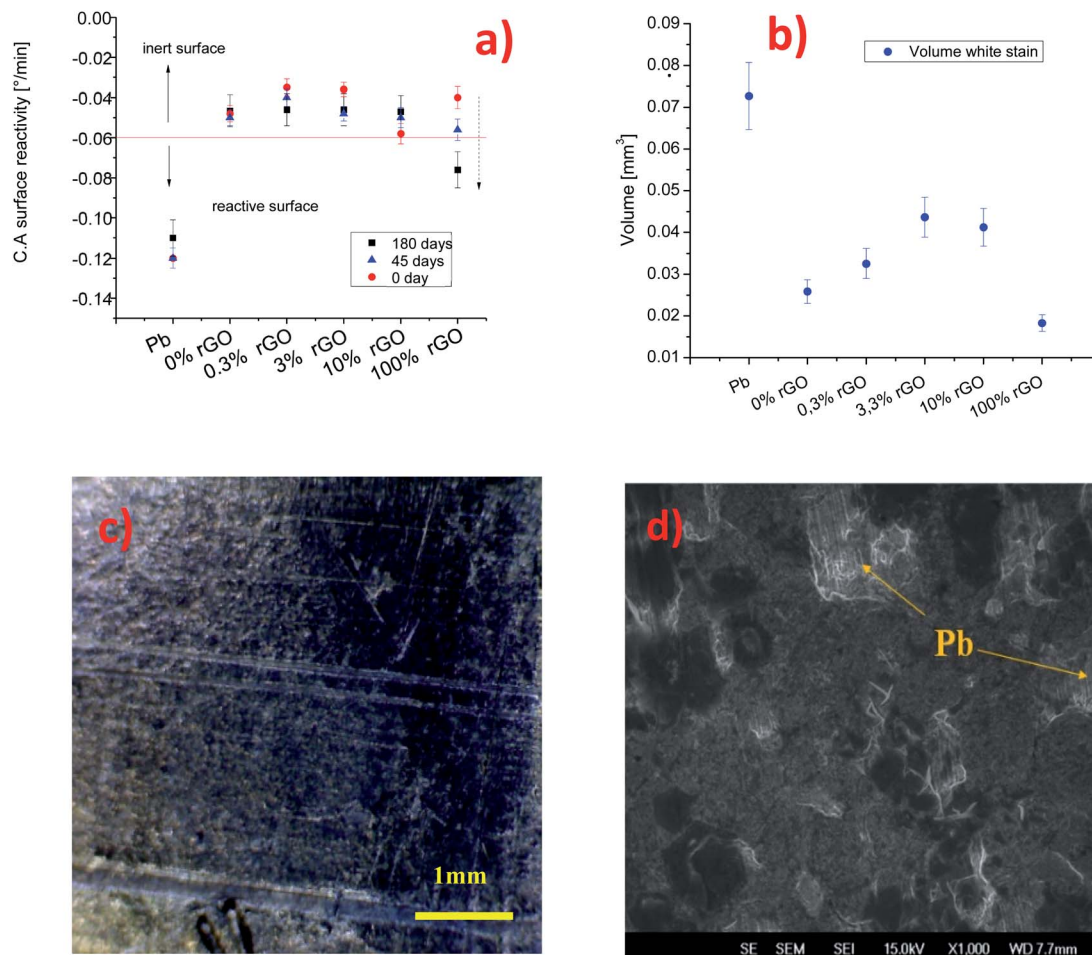 a)
C.A surface reactivity [°/min]
0.00
-0.02
-0.04
-0.06
-0.08
-0.10
-0.12
-0.14
inert surface
reactive surface
180 days
45 days
0 day
Pb
0% rGO
0.3% rGO
3% rGO
10% rGO
100% rGO
b)
Volume [mm³]
0.09
0.08
0.07
0.06
0.05
0.04
0.03
0.02
0.01
Volume white stain
Pb
0% rGO
0,3% rGO
3,3% rGO
10% rGO
100% rGO
c)
1mm
d)
Pb
SE SEM SEI 15.0kV X1,000 WD 7.7mm